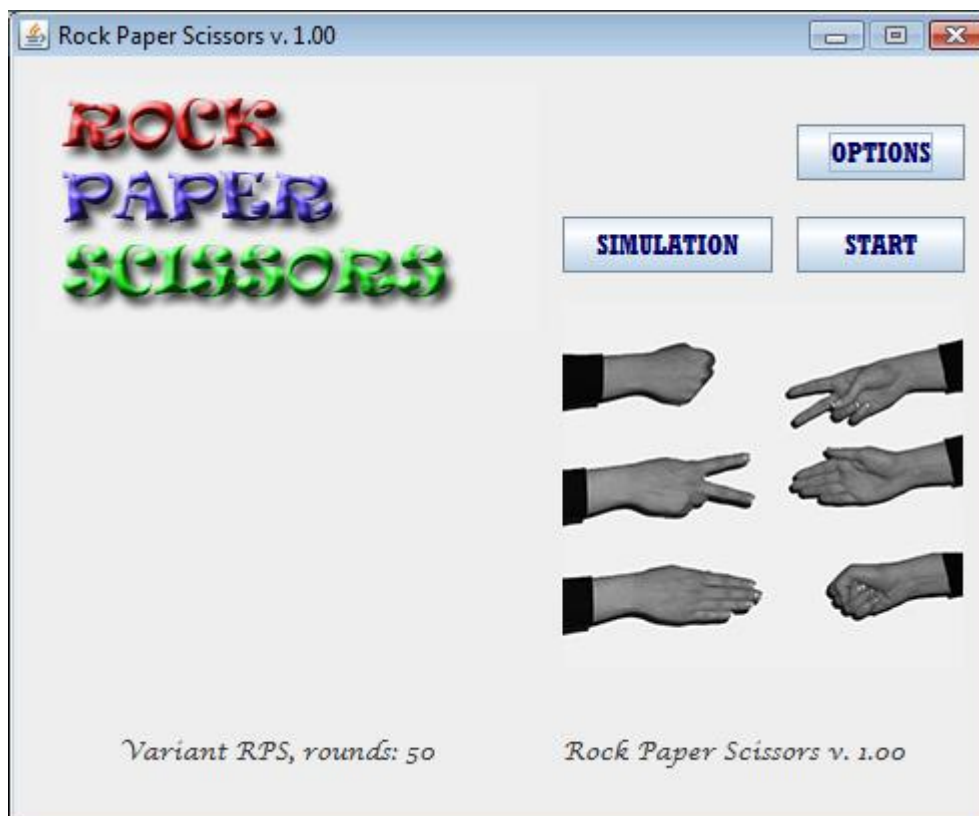 Rock Paper Scissors v. 1.00
ROCK
PAPER
SCISSORS
OPTIONS
SIMULATION
START
Variant RPS, rounds: 50
Rock Paper Scissors v. 1.00